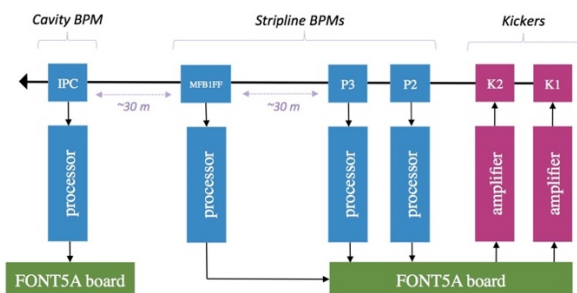 Cavity BPM
Stripline BPMs
Kickers
IPC
MFB1FF
P3
P2
K2
K1
~30 m
~30 m
processor
processor
processor
processor
amplifier
amplifier
FONT5A board
FONT5A board